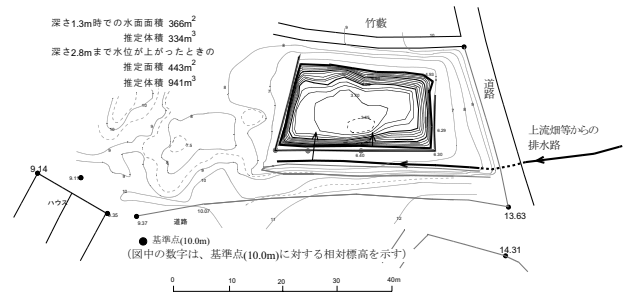 深さ1.3m時での水面面積 366m²
推定体積 334m³
深さ2.8mまで水位が上がったときの
推定面積 443m²
推定体積 941m³
竹藪
道路
上流畑等からの
排水路
9.14
ハウス
9.35
9.37
道路
10.07
13.63
14.31
基準点(10.0m)
(図中の数字は、基準点(10.0m)に対する相対標高を示す)
0 10 20 30 40m